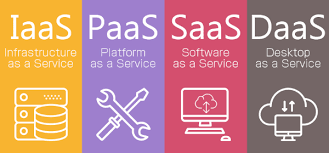 IaaS
Infrastructure
as a Service
PaaS
Platform
as a Service
SaaS
Software
as a Service
DaaS
Desktop
as a Service